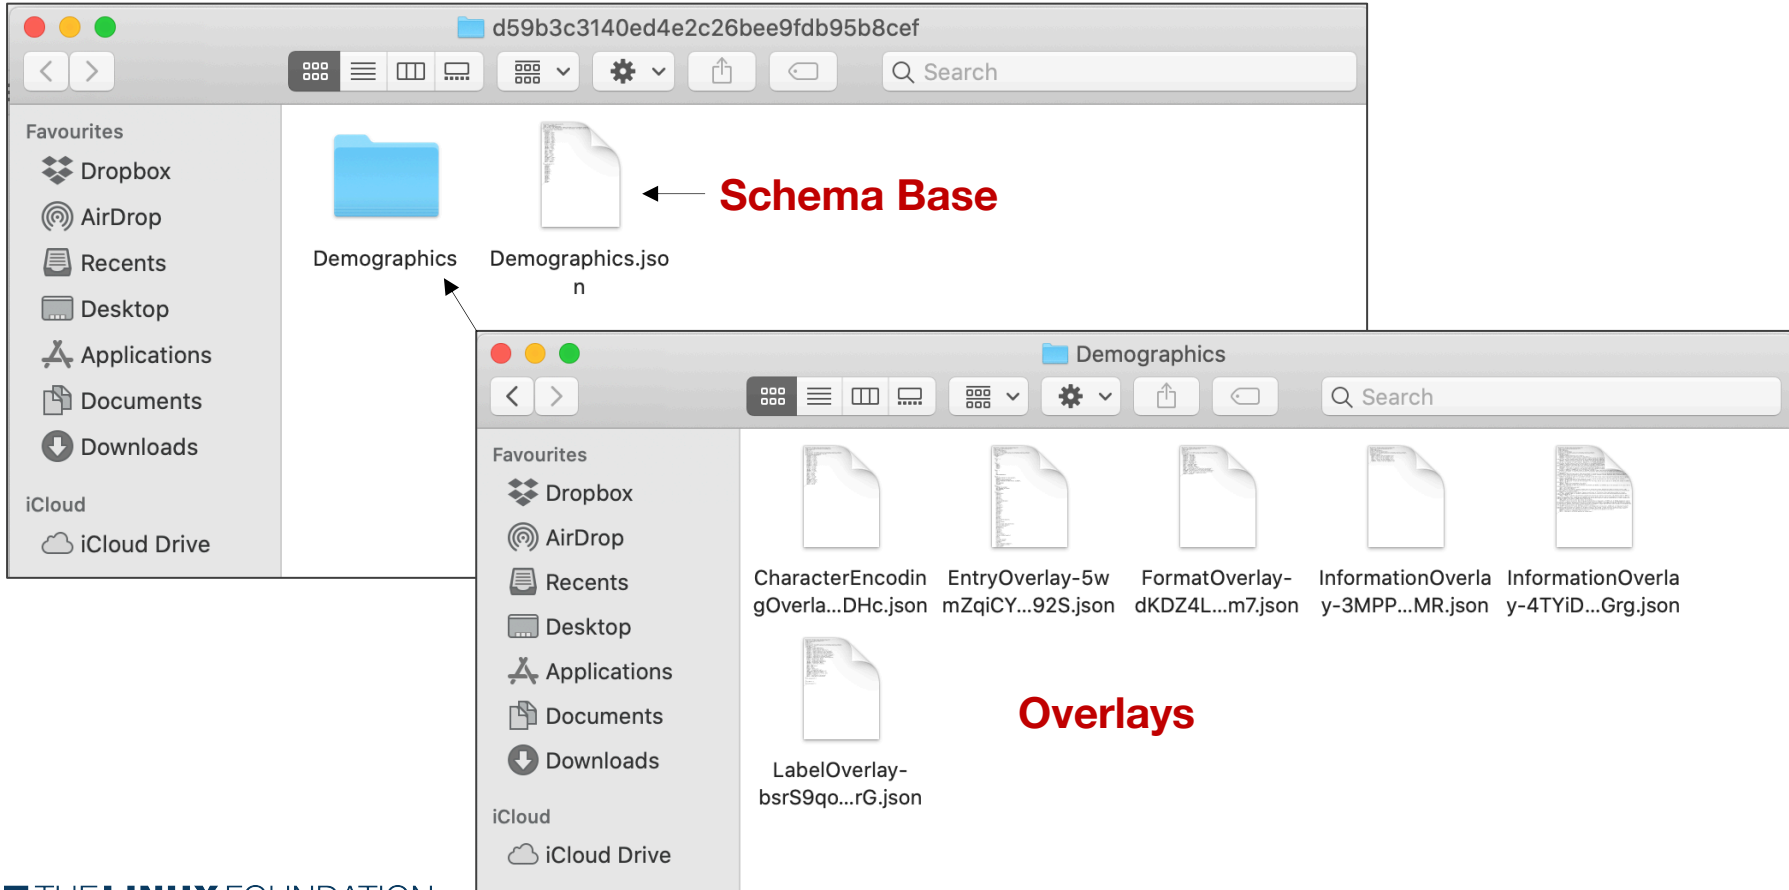 d59b3c3140ed4e2c26bee9fdb95b8cef
Search
Favourites
Dropbox
AirDrop
Recents
Desktop
Applications
Documents
Downloads
iCloud
iCloud Drive
Demographics
Demographics.jso
n
Schema Base
Demographics
Search
Favourites
Dropbox
AirDrop
Recents
Desktop
Applications
Documents
Downloads
iCloud
iCloud Drive
CharacterEncodin
gOverla...DHc.json
EntryOverlay-5w
mZqiCY...92S.json
FormatOverlay-
dKDZ4L...m7.json
InformationOverla
y-3MPP...MR.json
InformationOverla
y-4TYiD...Grg.json
LabelOverlay-
bsrS9qo...rG.json
Overlays
THE LINUX FOUNDATION